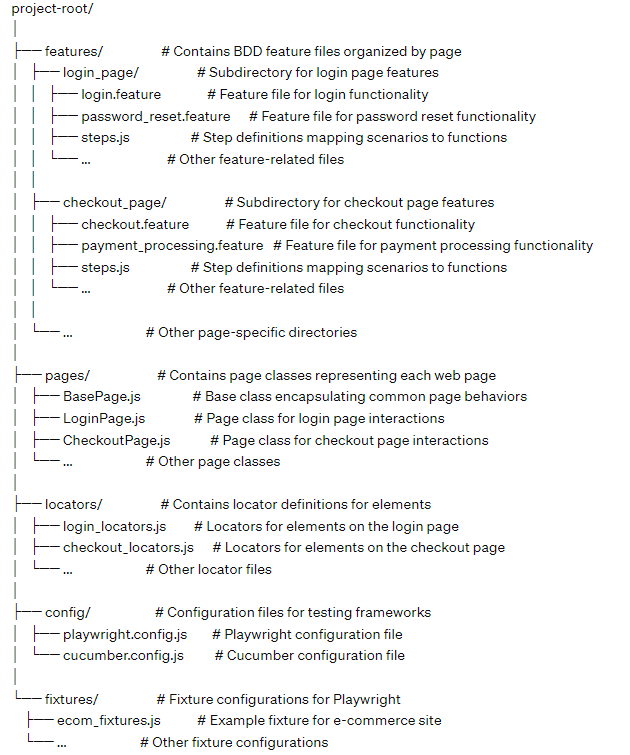 project-root/
│
├── features/ # Contains BDD feature files organized by page
│ ├── login_page/ # Subdirectory for login page features
│ │ ├── login.feature # Feature file for login functionality
│ │ ├── password_reset.feature # Feature file for password reset functionality
│ │ ├── steps.js # Step definitions mapping scenarios to functions
│ │ └── ... # Other feature-related files
│ │
│ ├── checkout_page/ # Subdirectory for checkout page features
│ │ ├── checkout.feature # Feature file for checkout functionality
│ │ ├── payment_processing.feature # Feature file for payment processing functionality
│ │ ├── steps.js # Step definitions mapping scenarios to functions
│ │ └── ... # Other feature-related files
│ │
│ └── ... # Other page-specific directories
│
├── pages/ # Contains page classes representing each web page
│ ├── BasePage.js # Base class encapsulating common page behaviors
│ ├── LoginPage.js # Page class for login page interactions
│ ├── CheckoutPage.js # Page class for checkout page interactions
│ └── ... # Other page classes
│
├── locators/ # Contains locator definitions for elements
│ ├── login_locators.js # Locators for elements on the login page
│ ├── checkout_locators.js # Locators for elements on the checkout page
│ └── ... # Other locator files
│
├── config/ # Configuration files for testing frameworks
│ ├── playwright.config.js # Playwright configuration file
│ └── cucumber.config.js # Cucumber configuration file
│
└── fixtures/ # Fixture configurations for Playwright
├── ecom_fixtures.js # Example fixture for e-commerce site
└── ... # Other fixture configurations